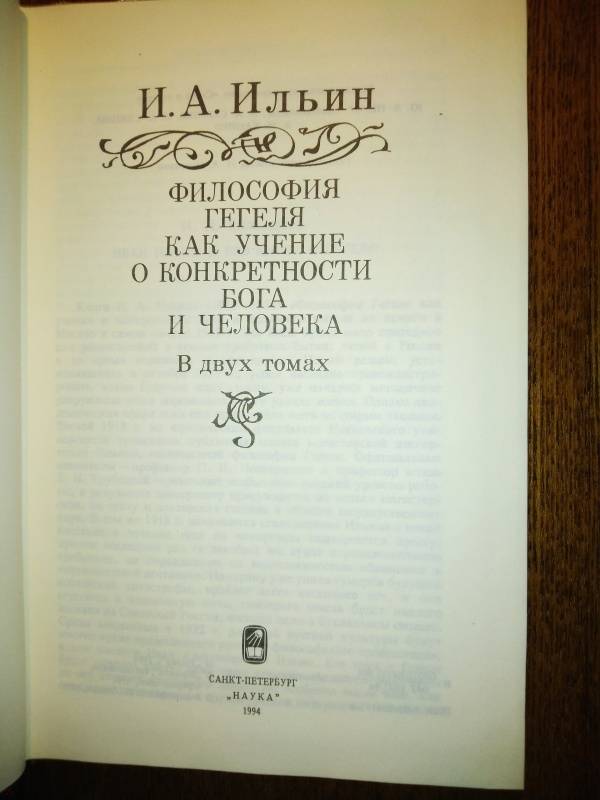 И. А. Ильин
ФИЛОСОФИЯ
ГЕГЕЛЯ
КАК УЧЕНИЕ
О КОНКРЕТНОСТИ
БОГА
И ЧЕЛОВЕКА
В двух томах
САНКТ-ПЕТЕРБУРГ
„НАУКА"
1994